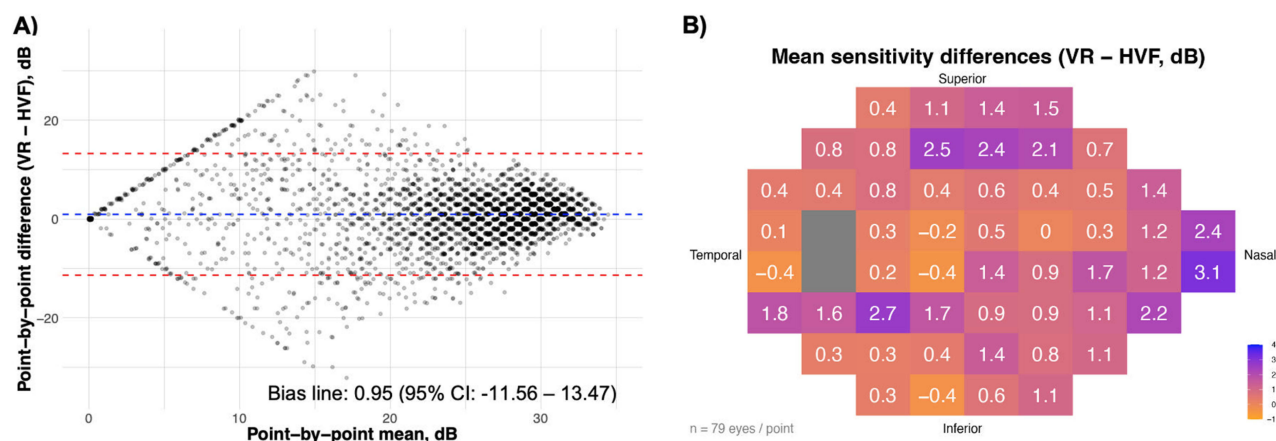 A)
Point–by–point difference (VR – HVF), dB
20
0
−20
Bias line: 0.95 (95% CI: -11.56 – 13.47)
0 10 20 30
Point–by–point mean, dB
B)
Mean sensitivity differences (VR – HVF, dB)
Superior
0.4 1.1 1.4 1.5
0.8 0.8 2.5 2.4 2.1 0.7
0.4 0.4 0.8 0.4 0.6 0.4 0.5 1.4
0.1 0.3 −0.2 0.5 0 0.3 1.2 2.4
Temporal
Nasal
−0.4 0.2 −0.4 1.4 0.9 1.7 1.2 3.1
1.8 1.6 2.7 1.7 0.9 0.9 1.1 2.2
0.3 0.3 0.4 1.4 0.8 1.1
0.3 −0.4 0.6 1.1
Inferior
n = 79 eyes / point
4
3
2
1
0
−1